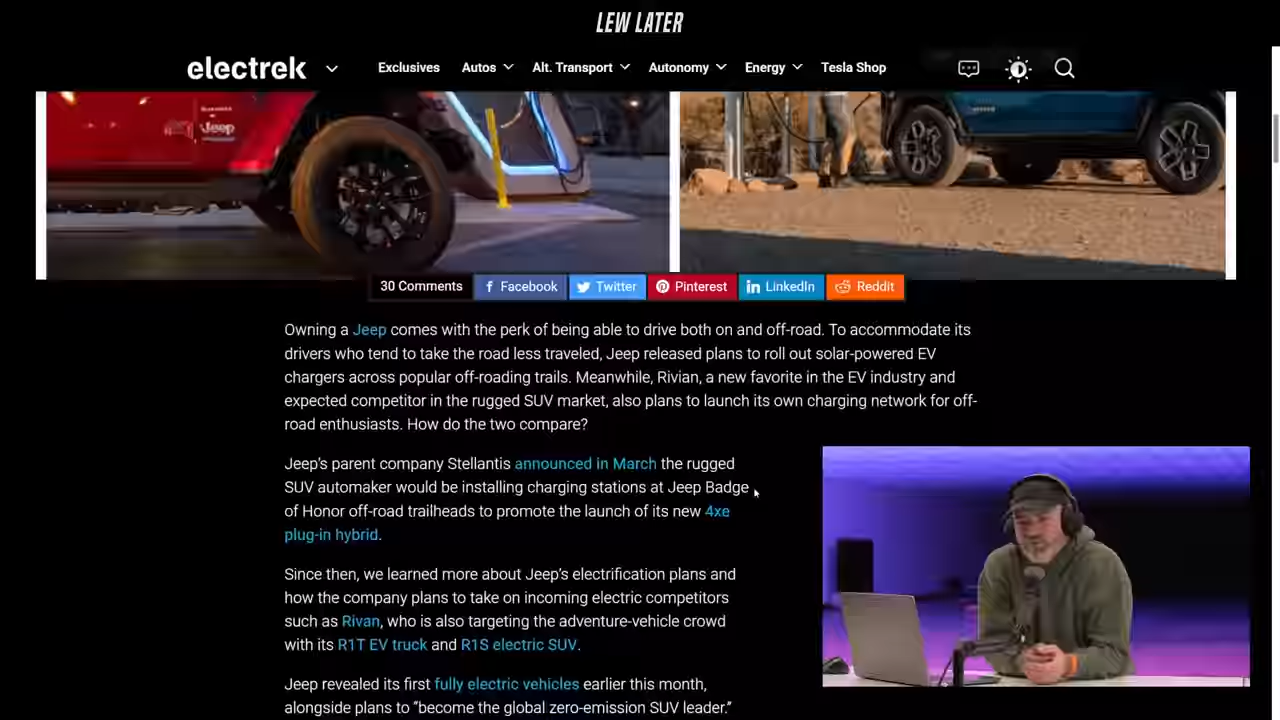 LEW LATER
electrek
Exclusives Autos Alt. Transport Autonomy Energy Tesla Shop
Jeep
30 Comments Facebook Twitter Pinterest LinkedIn Reddit
Owning a Jeep comes with the perk of being able to drive both on and off-road. To accommodate its
drivers who tend to take the road less traveled, Jeep released plans to roll out solar-powered EV
chargers across popular off-roading trails. Meanwhile, Rivian, a new favorite in the EV industry and
expected competitor in the rugged SUV market, also plans to launch its own charging network for off-
road enthusiasts. How do the two compare?
Jeep's parent company Stellantis announced in March the rugged
SUV automaker would be installing charging stations at Jeep Badge
of Honor off-road trailheads to promote the launch of its new 4xe
plug-in hybrid.
Since then, we learned more about Jeep's electrification plans and
how the company plans to take on incoming electric competitors
such as Rivan, who is also targeting the adventure-vehicle crowd
with its R1T EV truck and R1S electric SUV.
Jeep revealed its first fully electric vehicles earlier this month,
alongside plans to "become the global zero-emission SUV leader."